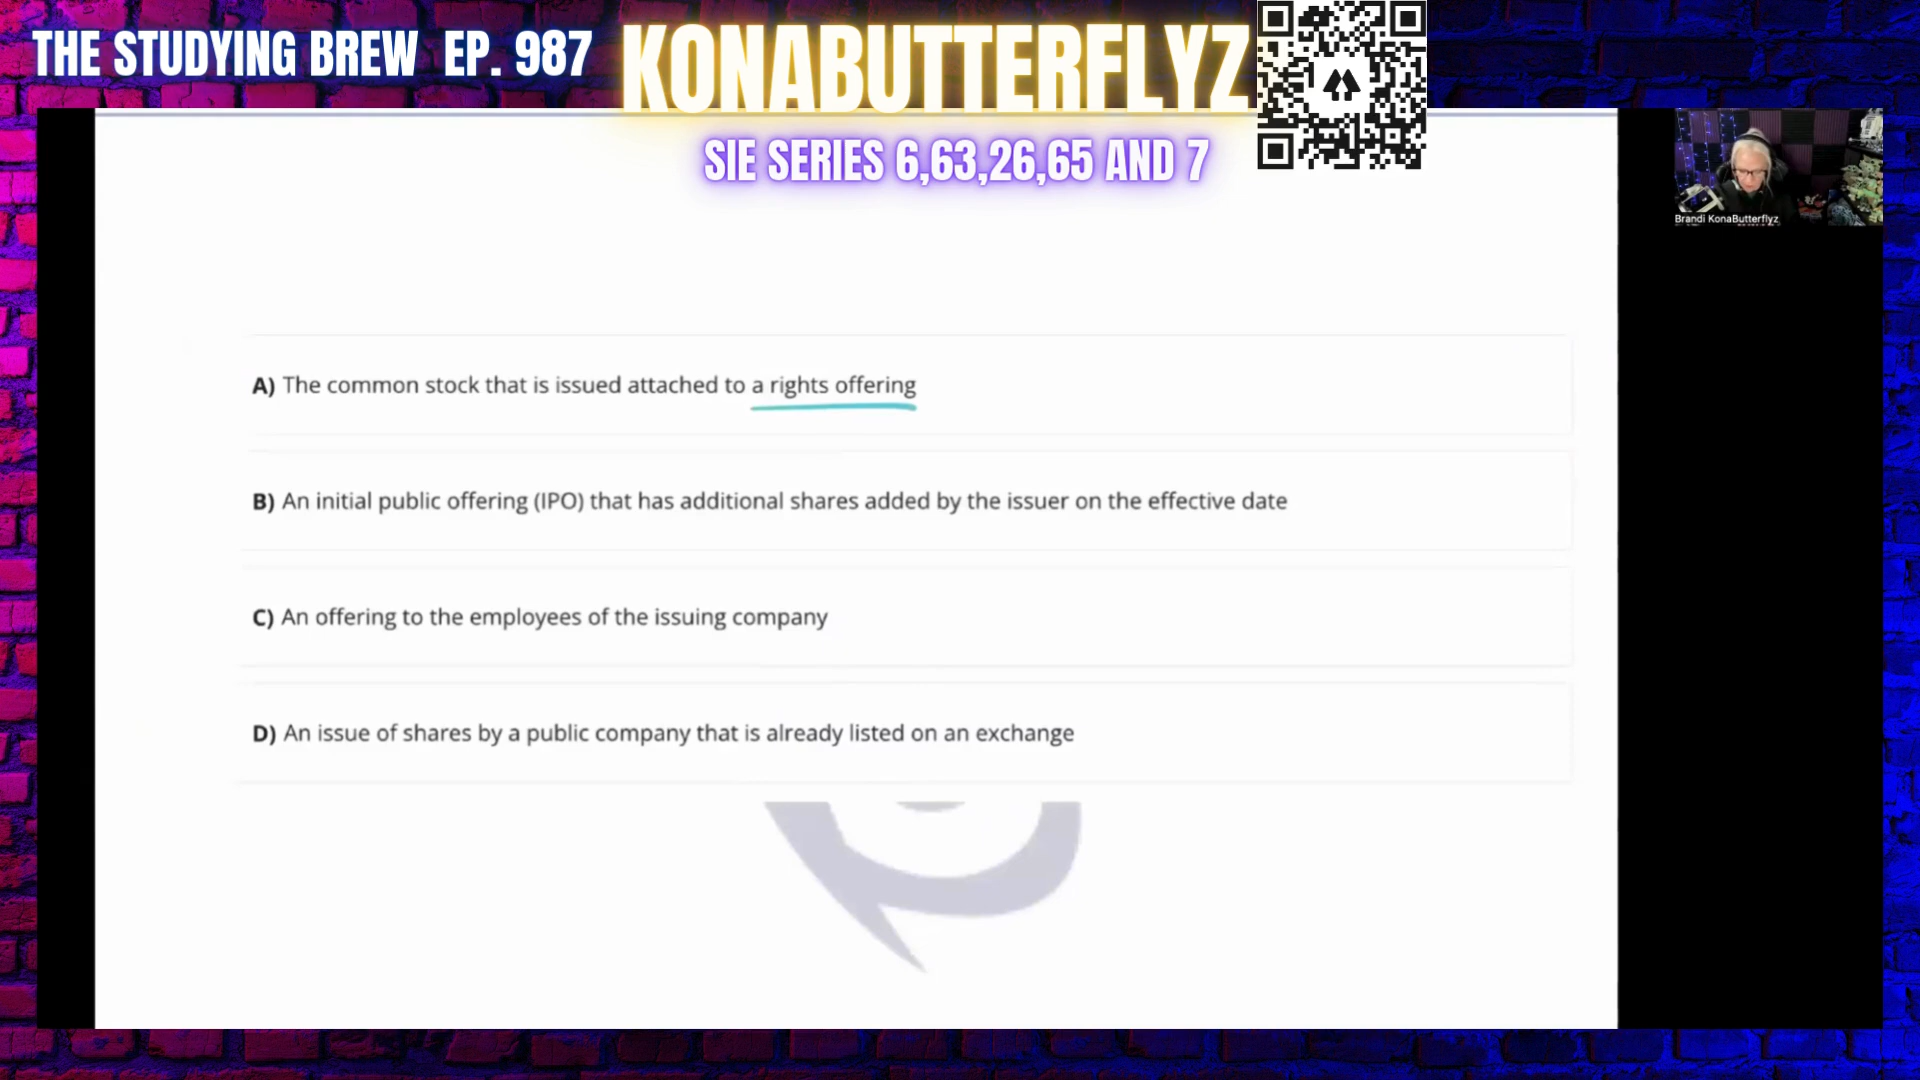 THE STUDYING BREW EP. 987
KONABUTTERFLYZ
SIE SERIES 6,63,26,65 AND 7
Brandi KonaButterflyz
A) The common stock that is issued attached to a rights offering
B) An initial public offering (IPO) that has additional shares added by the issuer on the effective date
C) An offering to the employees of the issuing company
D) An issue of shares by a public company that is already listed on an exchange